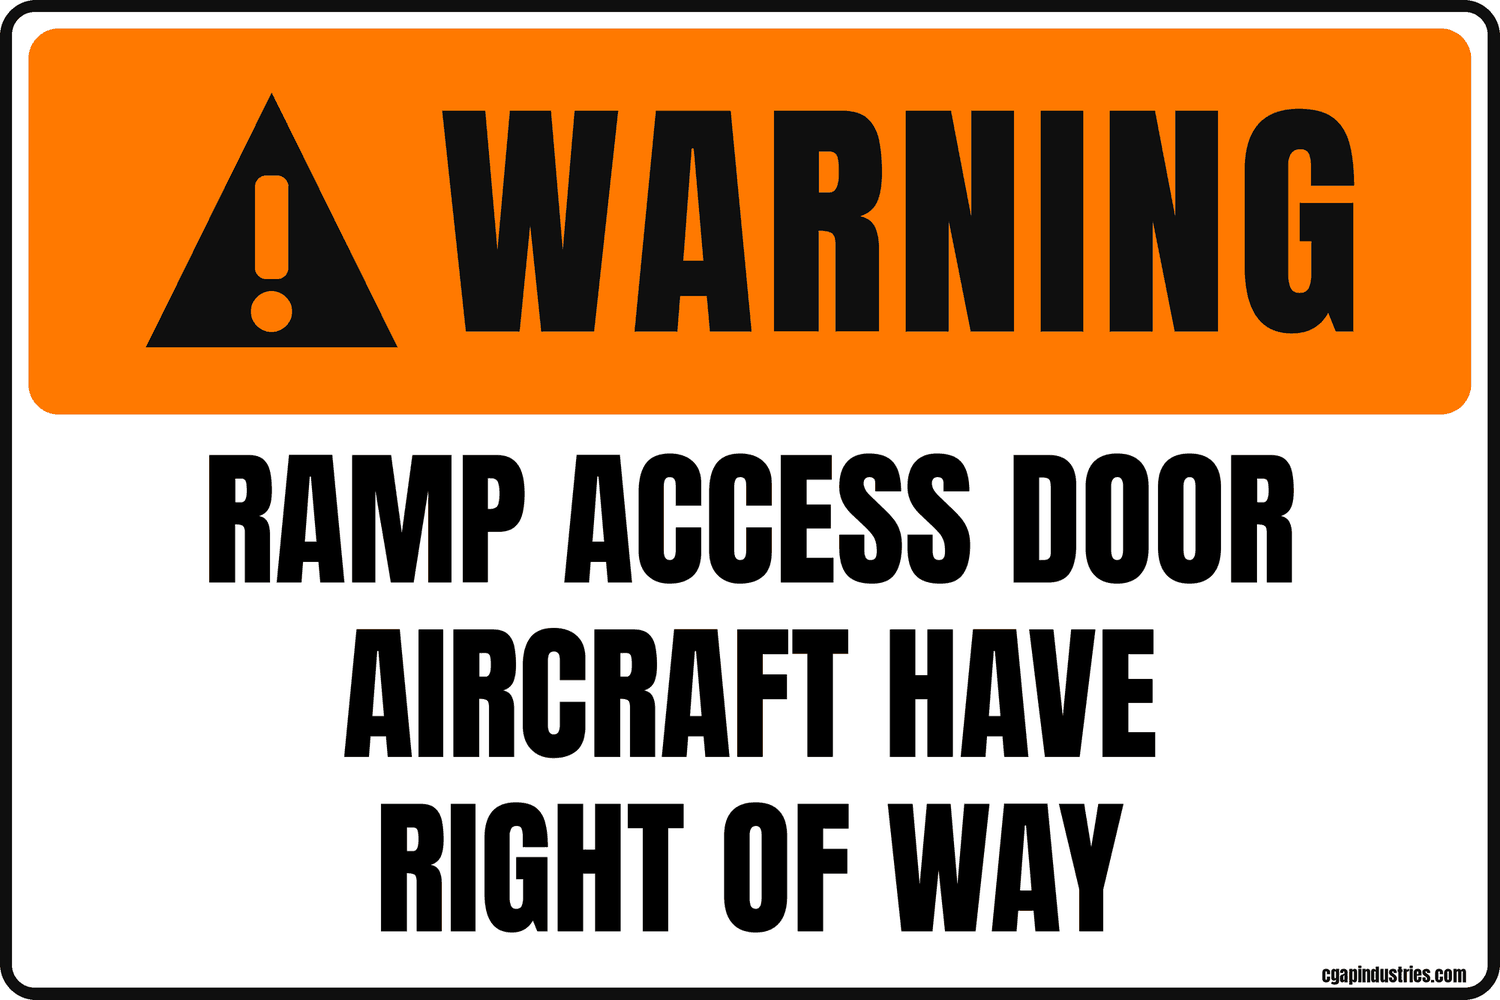 WARNING
RAMP ACCESS DOOR
AIRCRAFT HAVE
RIGHT OF WAY
cgapindustries.com